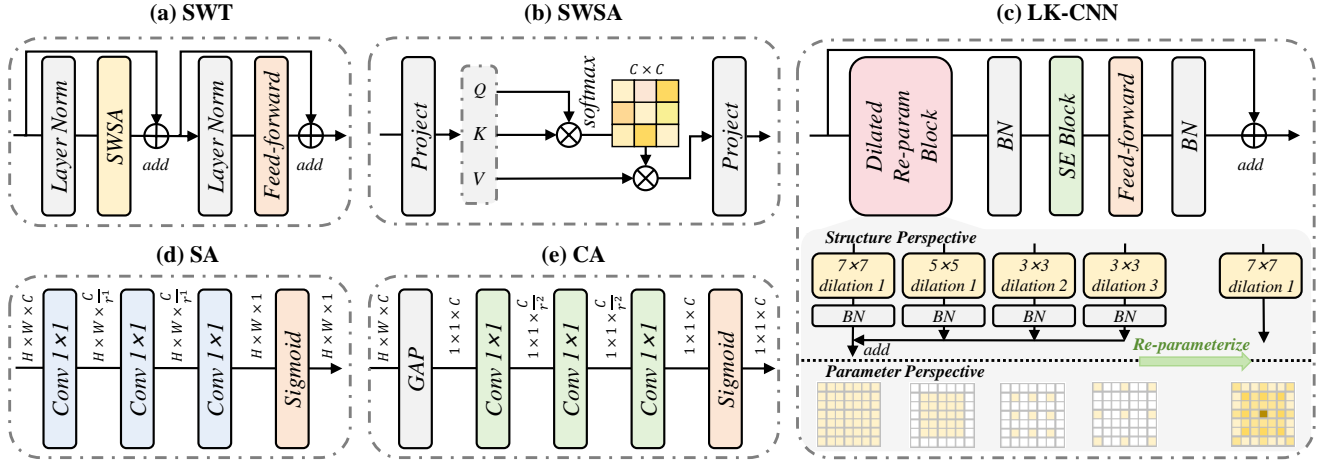 (a) SWT
Layer Norm
SWSA
add
Layer Norm
Feed-forward
add
(b) SWSA
Project
Q
K
V
softmax
C × C
Project
(c) LK-CNN
Dilated
Re-param
Block
BN
SE Block
Feed-forward
BN
add
Structure Perspective
7×7
dilation 1
5×5
dilation 1
3×3
dilation 2
3×3
dilation 3
7×7
dilation 1
BN
BN
BN
BN
add
Re-parameterize
Parameter Perspective
(d) SA
H × W × C
Conv 1×1
H × W × C/r¹
Conv 1×1
H × W × C/r¹
Conv 1×1
H × W × 1
Sigmoid
H × W × 1
(e) CA
H × W × C
GAP
1 × 1 × C
Conv 1×1
1 × 1 × C/r²
Conv 1×1
1 × 1 × C/r²
Conv 1×1
1 × 1 × C
Sigmoid
1 × 1 × C